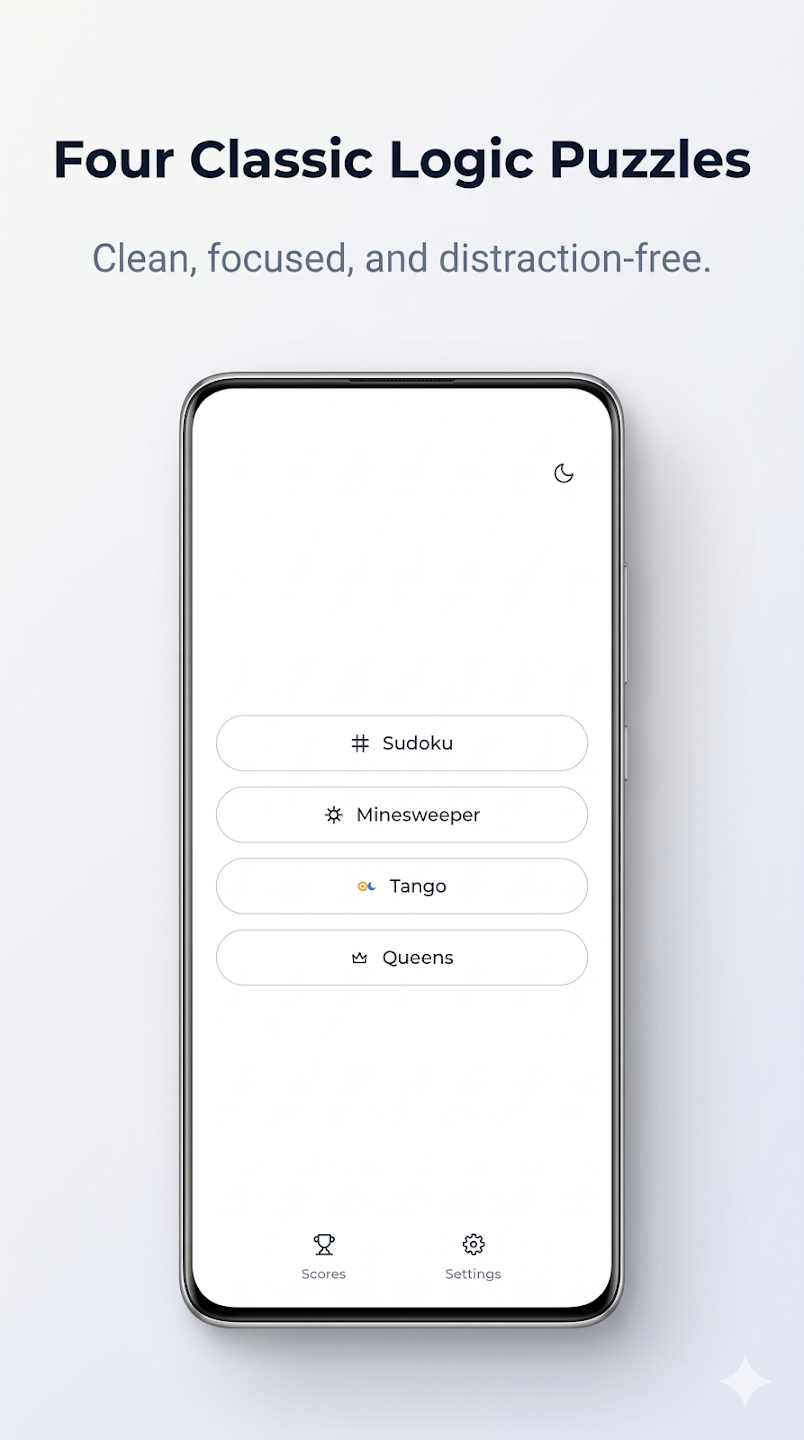 Four Classic Logic Puzzles
Clean, focused, and distraction-free.
Sudoku
Minesweeper
Tango
Queens
Scores
Settings